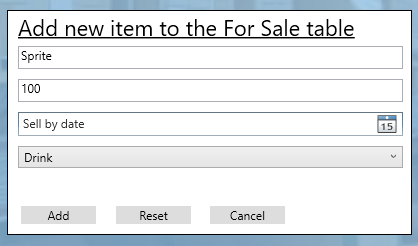 Add new item to the For Sale table
Sprite
100
Sell by date 15
Drink
Add Reset Cancel